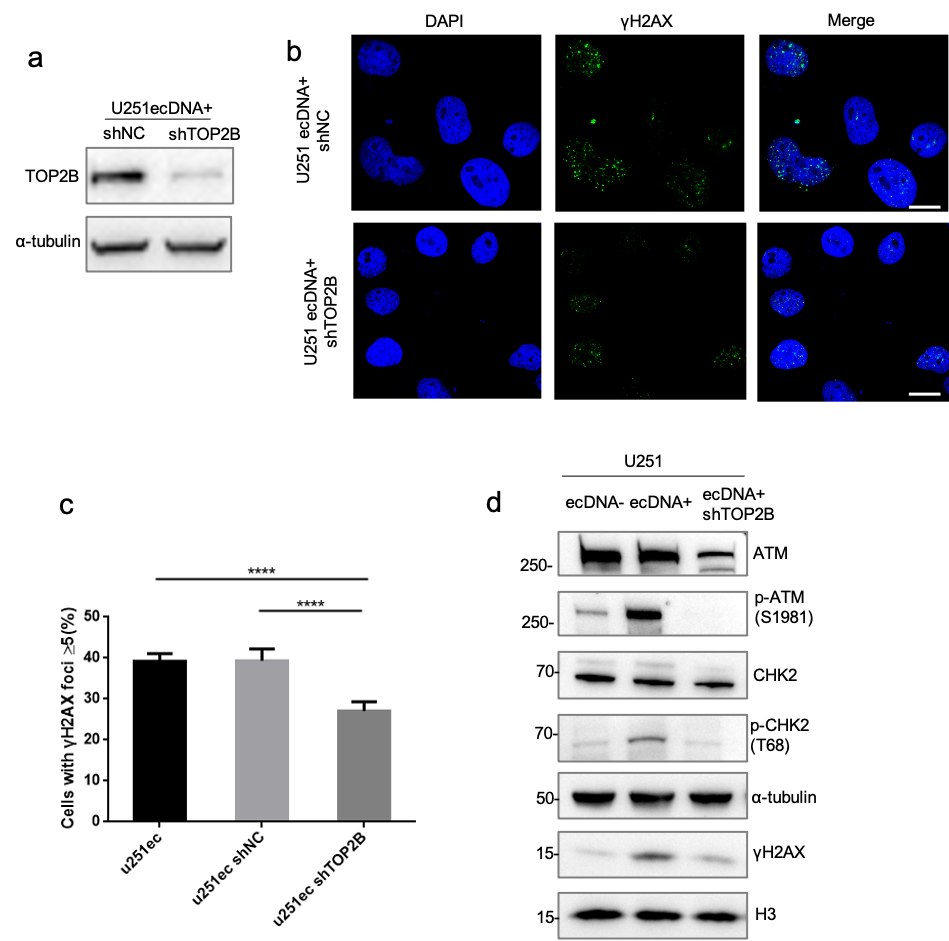 a
U251ecDNA+
shNC shTOP2B
TOP2B
α-tubulin
b
DAPI γH2AX Merge
U251 ecDNA+
shNC
U251 ecDNA+
shTOP2B
c
Cells with γH2AX foci ≥5(%)
50
40
30
20
10
0
****
****
u251ec
u251ec shNC
u251ec shTOP2B
d
U251
ecDNA- ecDNA+ ecDNA+
shTOP2B
250- ATM
250- p-ATM
(S1981)
70- CHK2
70- p-CHK2
(T68)
50- α-tubulin
15- γH2AX
15- H3